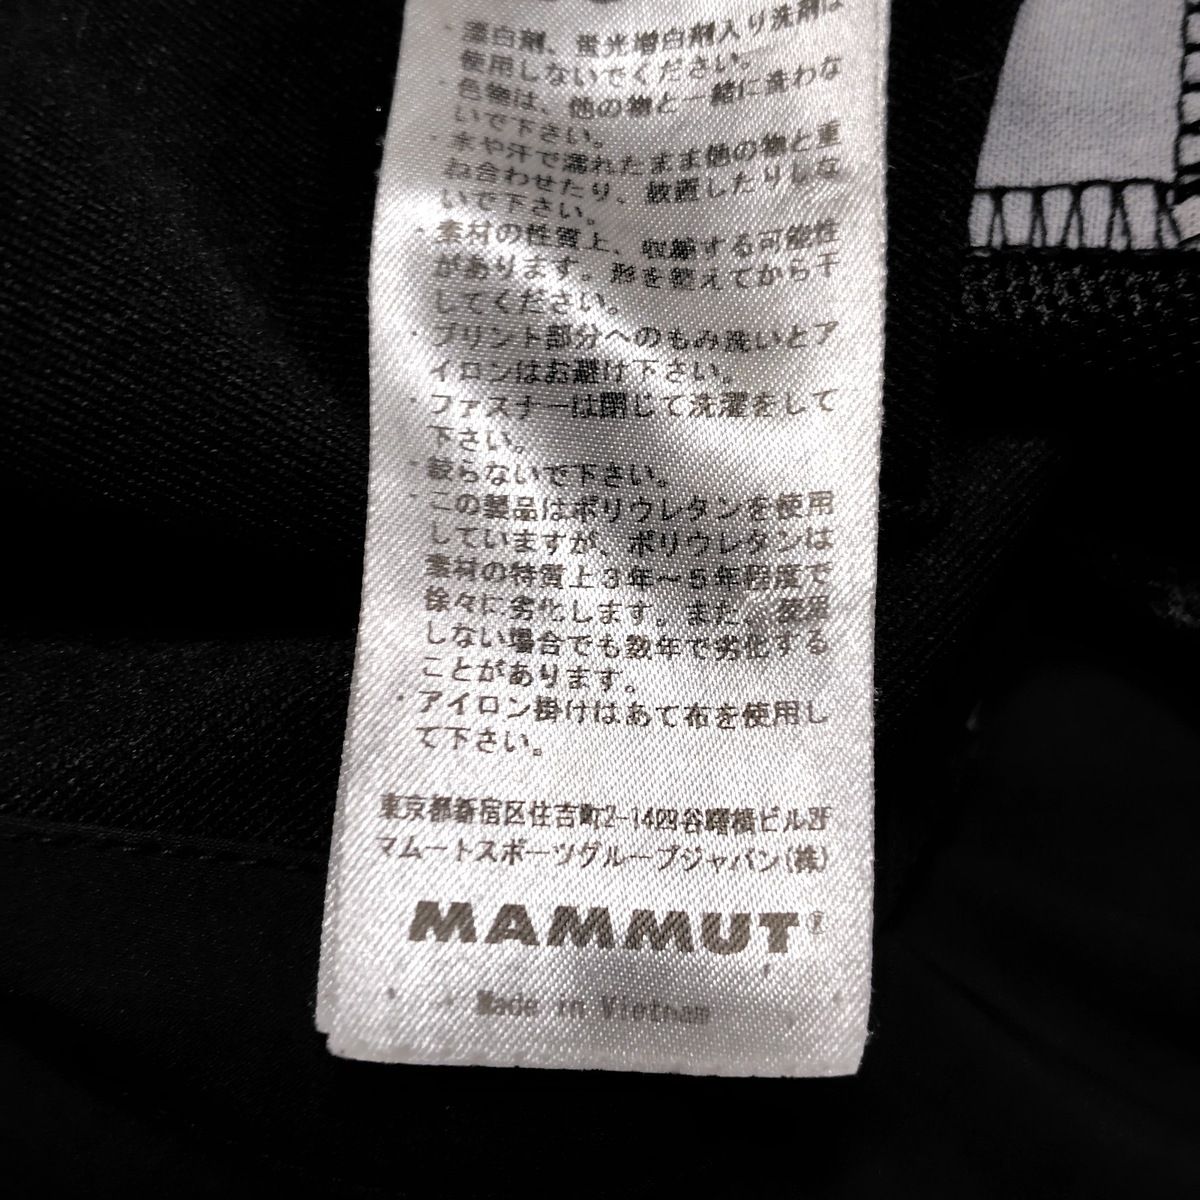 ・漂白剤、蛍光増白剤入り洗剤は
使用しないでください。
・色物は、他の物と一緒に洗わな
いで下さい。
・水や汗で濡れたまま他の物と重
ね合わせたり、放置したりしな
いで下さい。
・素材の性質上、収縮する可能性
があります。形を整えてから干
してください。
・プリント部分へのもみ洗いとア
イロンはお避け下さい。
・ファスナーは閉じて洗濯をして
下さい。
・絞らないで下さい。
・この製品はポリウレタンを使用
していますが、ポリウレタンは
素材の特質上3年～5年程度で
徐々に劣化します。また、使用
しない場合でも数年で劣化する
ことがあります。
・アイロン掛けはあて布を使用し
て下さい。
東京都新宿区住吉町2-14四谷曙橋ビル2F
マムートスポーツグループジャパン(株)
MAMMUT®
Made in Vietnam